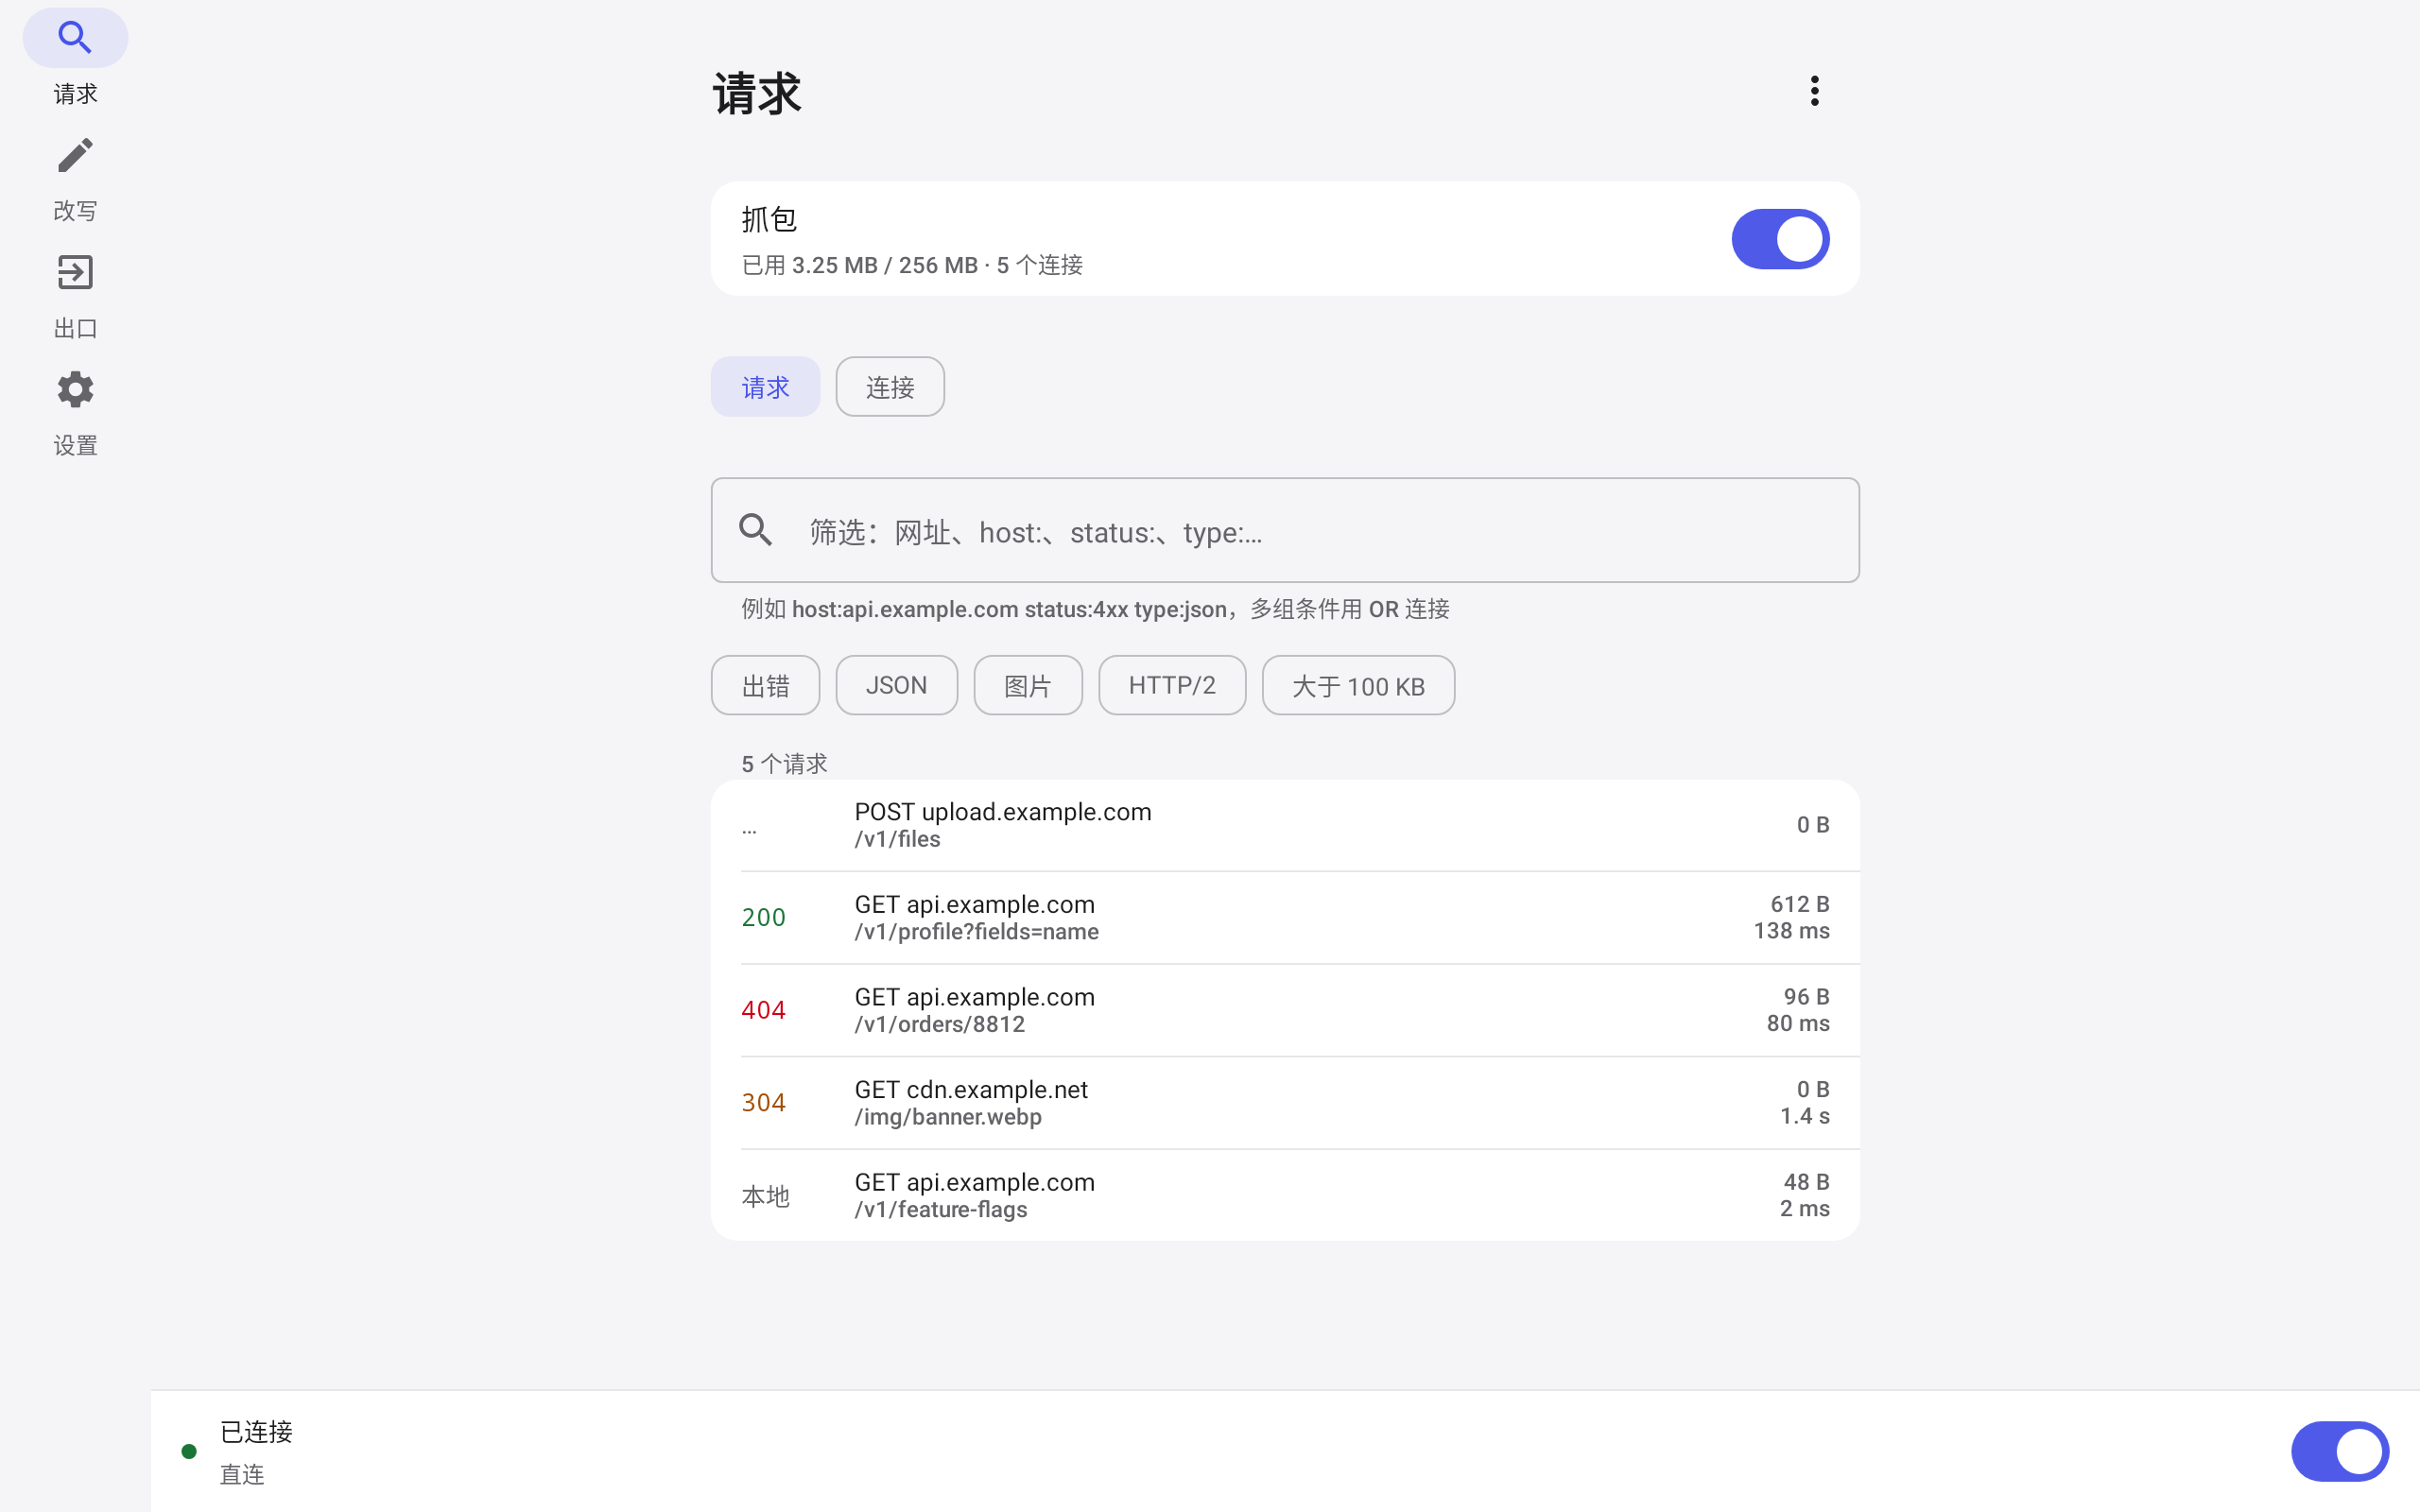 请求
改写
出口
设置
请求
抓包
已用 3.25 MB / 256 MB · 5 个连接
请求
连接
筛选：网址、host:、status:、type:...
例如 host:api.example.com status:4xx type:json，多组条件用 OR 连接
出错
JSON
图片
HTTP/2
大于 100 KB
5 个请求
...
POST upload.example.com
/v1/files
0 B
200
GET api.example.com
/v1/profile?fields=name
612 B
138 ms
404
GET api.example.com
/v1/orders/8812
96 B
80 ms
304
GET cdn.example.net
/img/banner.webp
0 B
1.4 s
本地
GET api.example.com
/v1/feature-flags
48 B
2 ms
已连接
直连